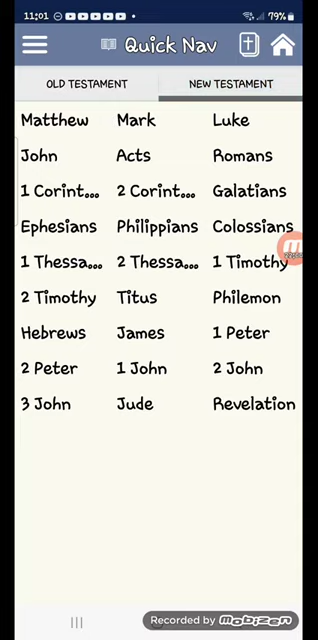 11:01 79%
Quick Nav
OLD TESTAMENT NEW TESTAMENT
Matthew Mark Luke
John Acts Romans
1 Corint... 2 Corint... Galatians
Ephesians Philippians Colossians
1 Thessa... 2 Thessa... 1 Timothy
2 Timothy Titus Philemon
Hebrews James 1 Peter
2 Peter 1 John 2 John
3 John Jude Revelation
Recorded by mobizen